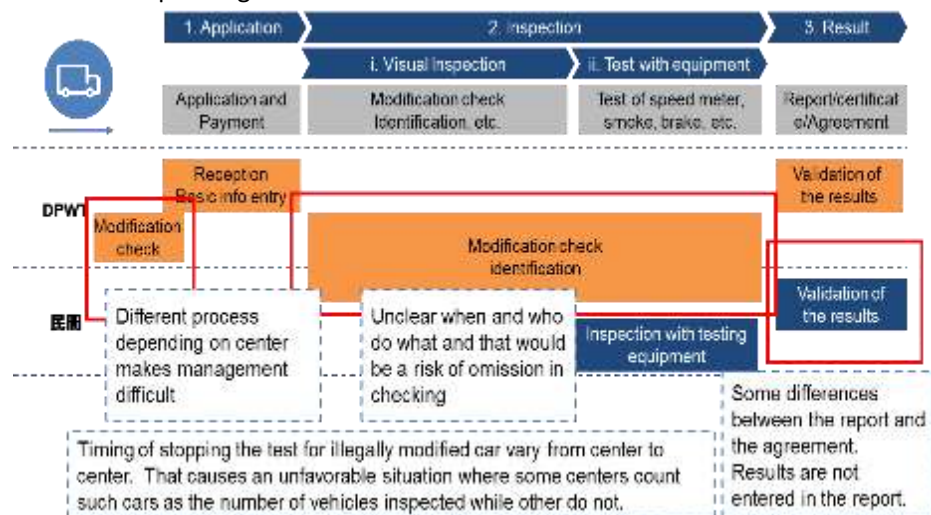 1. Application
2. Inspection
3. Result
i. Visual Inspection
ii. Test with equipment
Application and
Payment
Modification check
Identification, etc.
Test of speed meter,
smoke, brake, etc.
Report/certificat
e/Agreement
DPWT
Reception
Basic info entry
Validation of
the results
Modification
check
Modification check
identification
民間
Validation of
the results
Inspection with testing
equipment
Different process
depending on center
makes management
difficult
Unclear when and who
do what and that would
be a risk of omission in
checking
Some differences
between the report and
the agreement.
Results are not
entered in the report.
Timing of stopping the test for illegally modified car vary from center to
center. That causes an unfavorable situation where some centers count
such cars as the number of vehicles inspected while other do not.